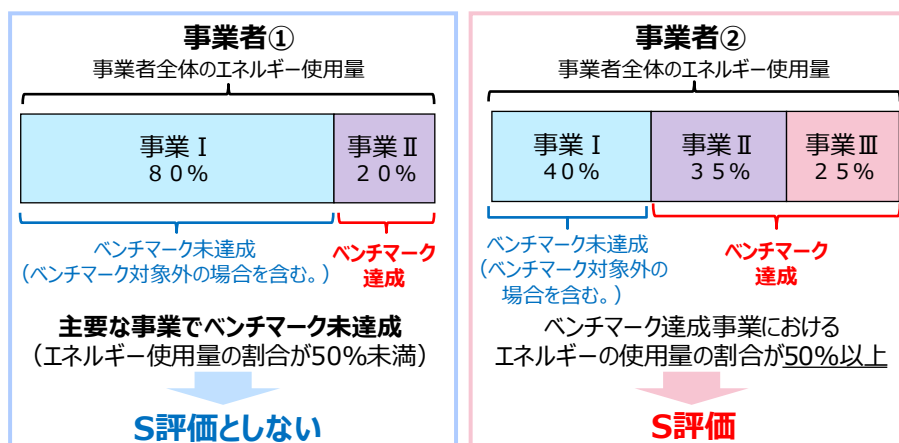 事業者①
事業者全体のエネルギー使用量
事業Ⅰ
８０%
事業Ⅱ
２０%
ベンチマーク未達成
（ベンチマーク対象外の場合を含む。）
ベンチマーク
達成
主要な事業でベンチマーク未達成
（エネルギー使用量の割合が50%未満）
S評価としない
事業者②
事業者全体のエネルギー使用量
事業Ⅰ
４０%
事業Ⅱ
３５%
事業Ⅲ
２５%
ベンチマーク未達成
（ベンチマーク対象外の
場合を含む。）
ベンチマーク
達成
ベンチマーク達成事業における
エネルギーの使用量の割合が50%以上
S評価